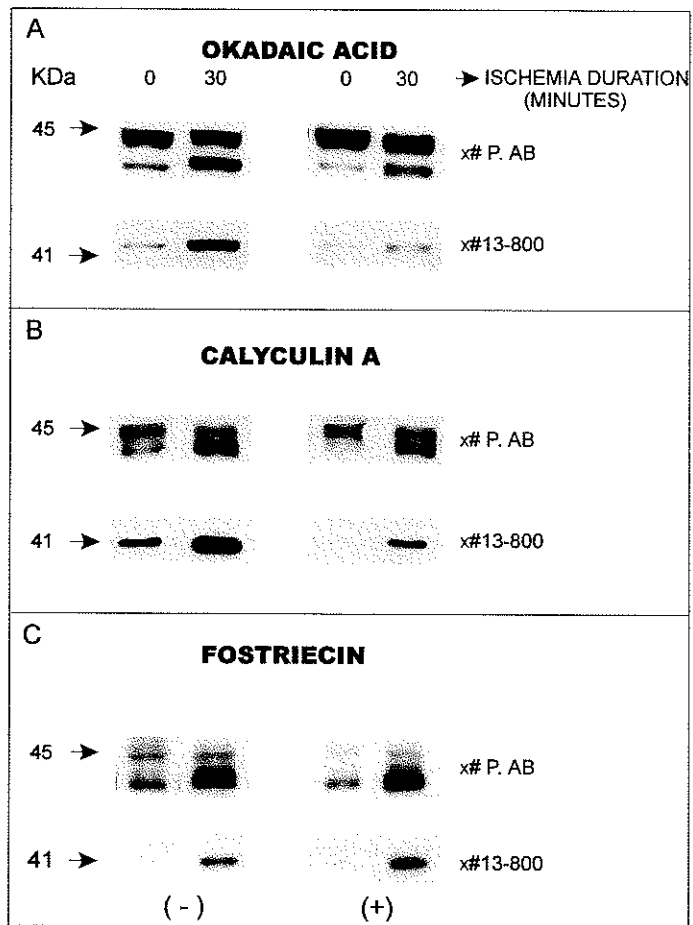 A
OKADAIC ACID
KDa 0 30 0 30 → ISCHEMIA DURATION
(MINUTES)
45 → x# P. AB
41 → x#13-800
B
CALYCULIN A
45 → x# P. AB
41 → x#13-800
C
FOSTRIECIN
45 → x# P. AB
41 → x#13-800
(-) (+)